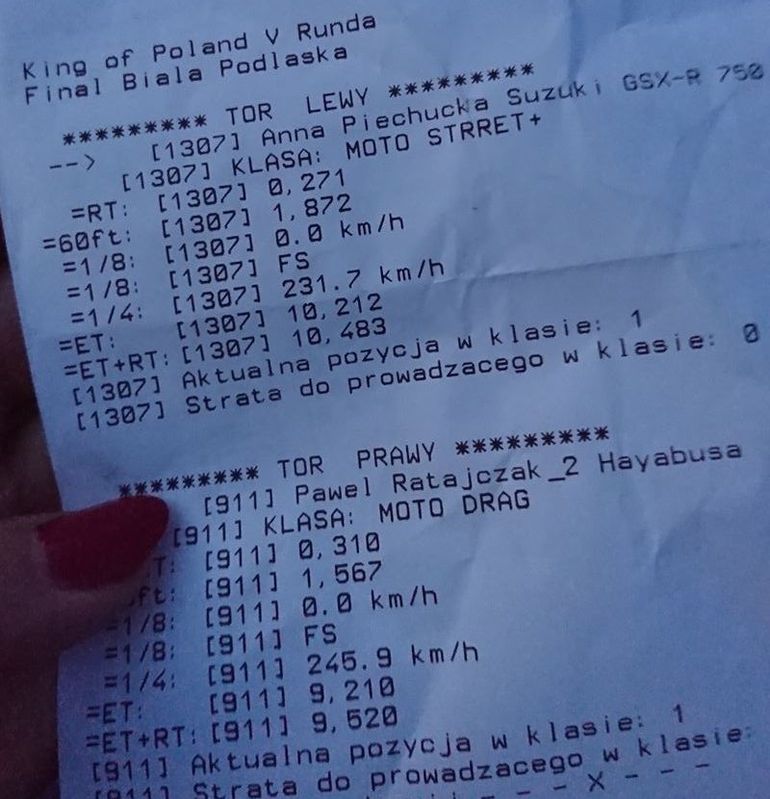 King of Poland V Runda
Final Biala Podlaska
********* TOR LEWY *********
--> [1307] Anna Piechucka Suzuki GSX-R 750
[1307] KLASA: MOTO STRRET+
=RT: [1307] 0,271
=60ft: [1307] 1,872
=1/8: [1307] 0.0 km/h
=1/8: [1307] FS
=1/4: [1307] 231.7 km/h
=ET: [1307] 10,212
=ET+RT: [1307] 10,483
[1307] Aktualna pozycja w klasie: 1
[1307] Strata do prowadzacego w klasie: 0
********* TOR PRAWY *********
[911] Pawel Ratajczak_2 Hayabusa
[911] KLASA: MOTO DRAG
T: [911] 0,310
ft: [911] 1,567
=1/8: [911] 0.0 km/h
=1/8: [911] FS
=1/4: [911] 245.9 km/h
=ET: [911] 9,210
=ET+RT: [911] 9,520
[911] Aktualna pozycja w klasie: 1
[911] Strata do prowadzacego w klasie:
- - - X - - -